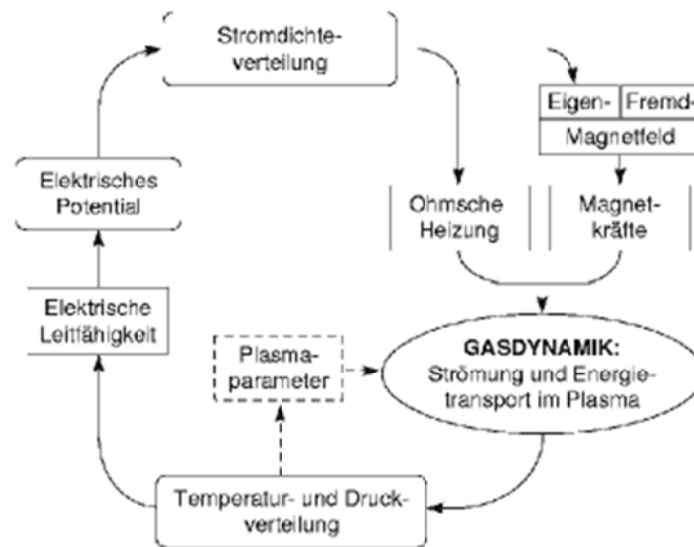 Stromdichte-
verteilung
Eigen-
Fremd-
Magnetfeld
Elektrisches
Potential
Ohmsche
Heizung
Magnet-
kräfte
Elektrische
Leitfähigkeit
Plasma-
parameter
GASDYNAMIK:
Strömung und Energie-
transport im Plasma
Temperatur- und Druck-
verteilung